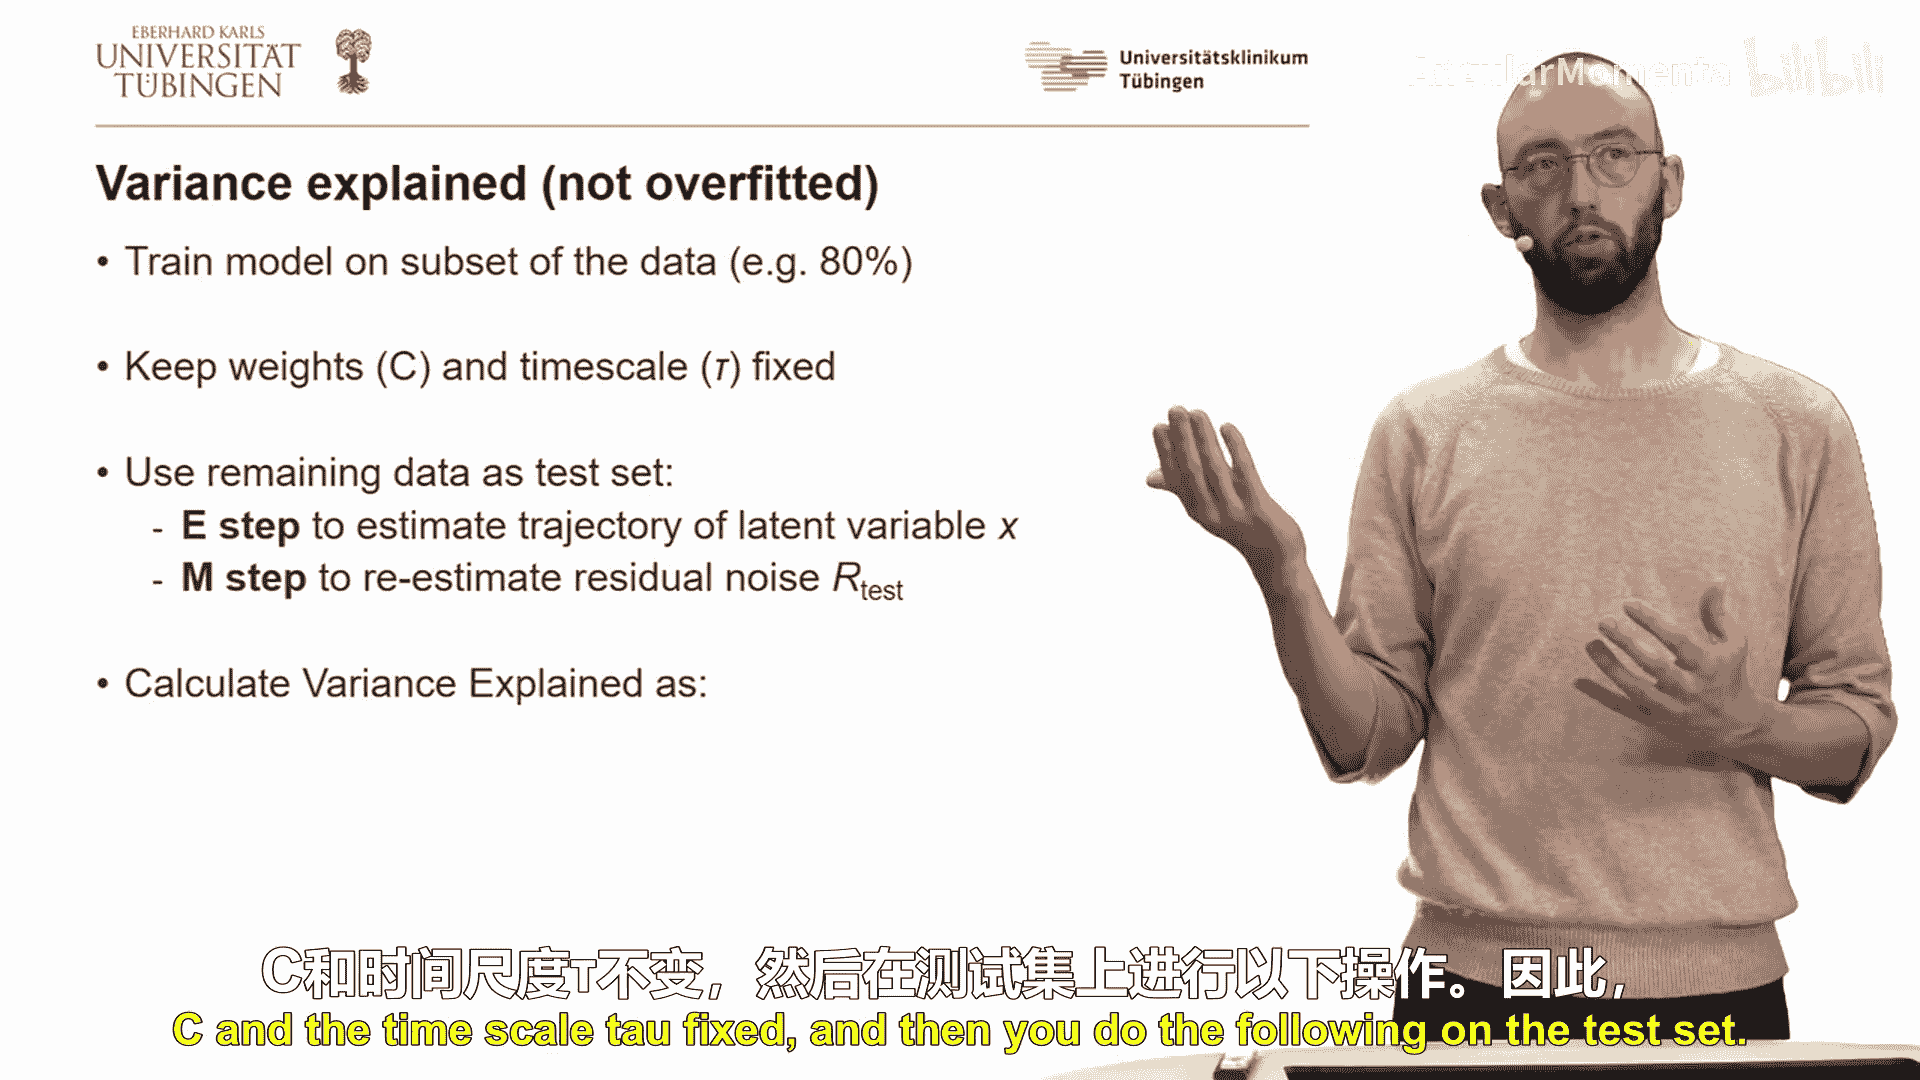 EBERHARD KARLS
UNIVERSITÄT
TÜBINGEN
Universitätsklinikum
Tübingen
bilibili
Variance explained (not overfitted)
• Train model on subset of the data (e.g. 80%)
• Keep weights (C) and timescale (τ) fixed
• Use remaining data as test set:
- E step to estimate trajectory of latent variable x
- M step to re-estimate residual noise Rtest
• Calculate Variance Explained as:
C和时间尺度τ不变，然后在测试集上进行以下操作。因此，
C and the time scale tau fixed, and then you do the following on the test set.